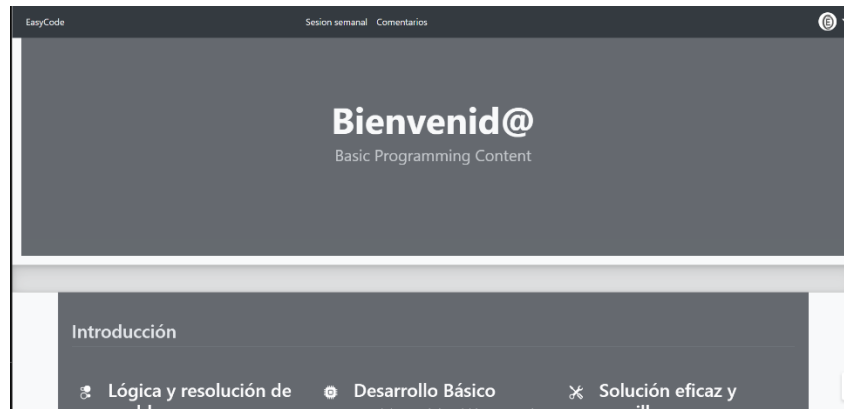 EasyCode
Sesion semanal Comentarios
Bienvenid@
Basic Programming Content
Introducción
Lógica y resolución de
Desarrollo Básico
Solución eficaz y